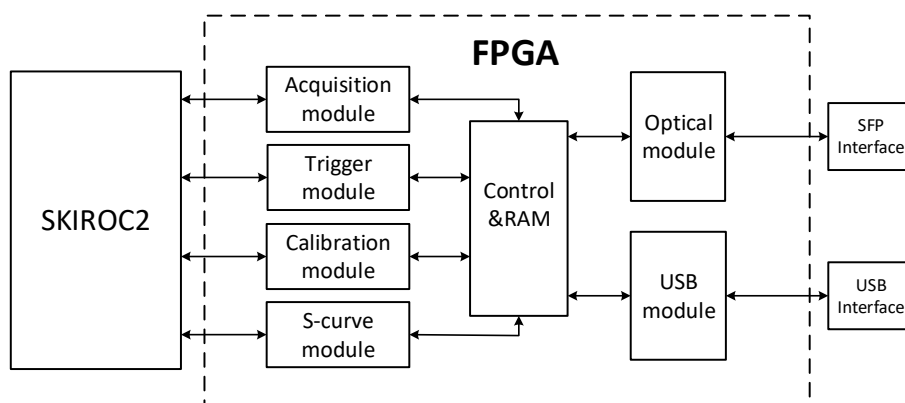 FPGA
SKIROC2
Acquisition
module
Trigger
module
Calibration
module
S-curve
module
Control
&RAM
Optical
module
USB
module
SFP
Interface
USB
Interface